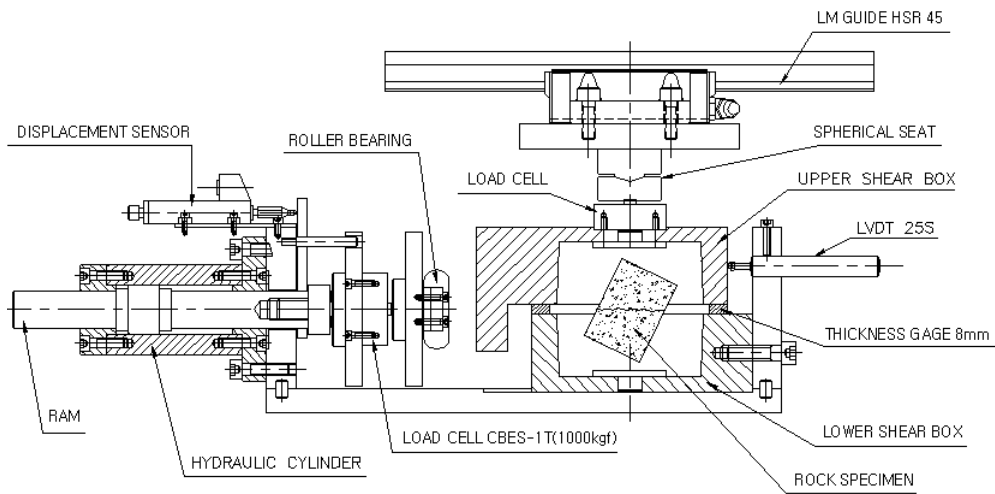 LM GUIDE HSR 45
DISPLACEMENT SENSOR
ROLLER BEARING
SPHERICAL SEAT
LOAD CELL
UPPER SHEAR BOX
LVDT 25S
THICKNESS GAGE 8mm
RAM
LOAD CELL CBES-1T(1000kgf)
LOWER SHEAR BOX
HYDRAULIC CYLINDER
ROCK SPECIMEN